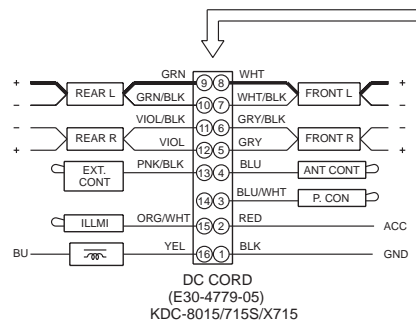 GRN 9 8 WHT
+ REAR L FRONT L +
− GRN/BLK 10 7 WHT/BLK −
− VIOL/BLK 11 6 GRY/BLK −
REAR R FRONT R
+ VIOL 12 5 GRY +
EXT. CONT PNK/BLK 13 4 BLU ANT CONT
14 3 BLU/WHT P. CON
ILLMI ORG/WHT 15 2 RED ACC
BU YEL 16 1 BLK GND
DC CORD
(E30-4779-05)
KDC-8015/715S/X715